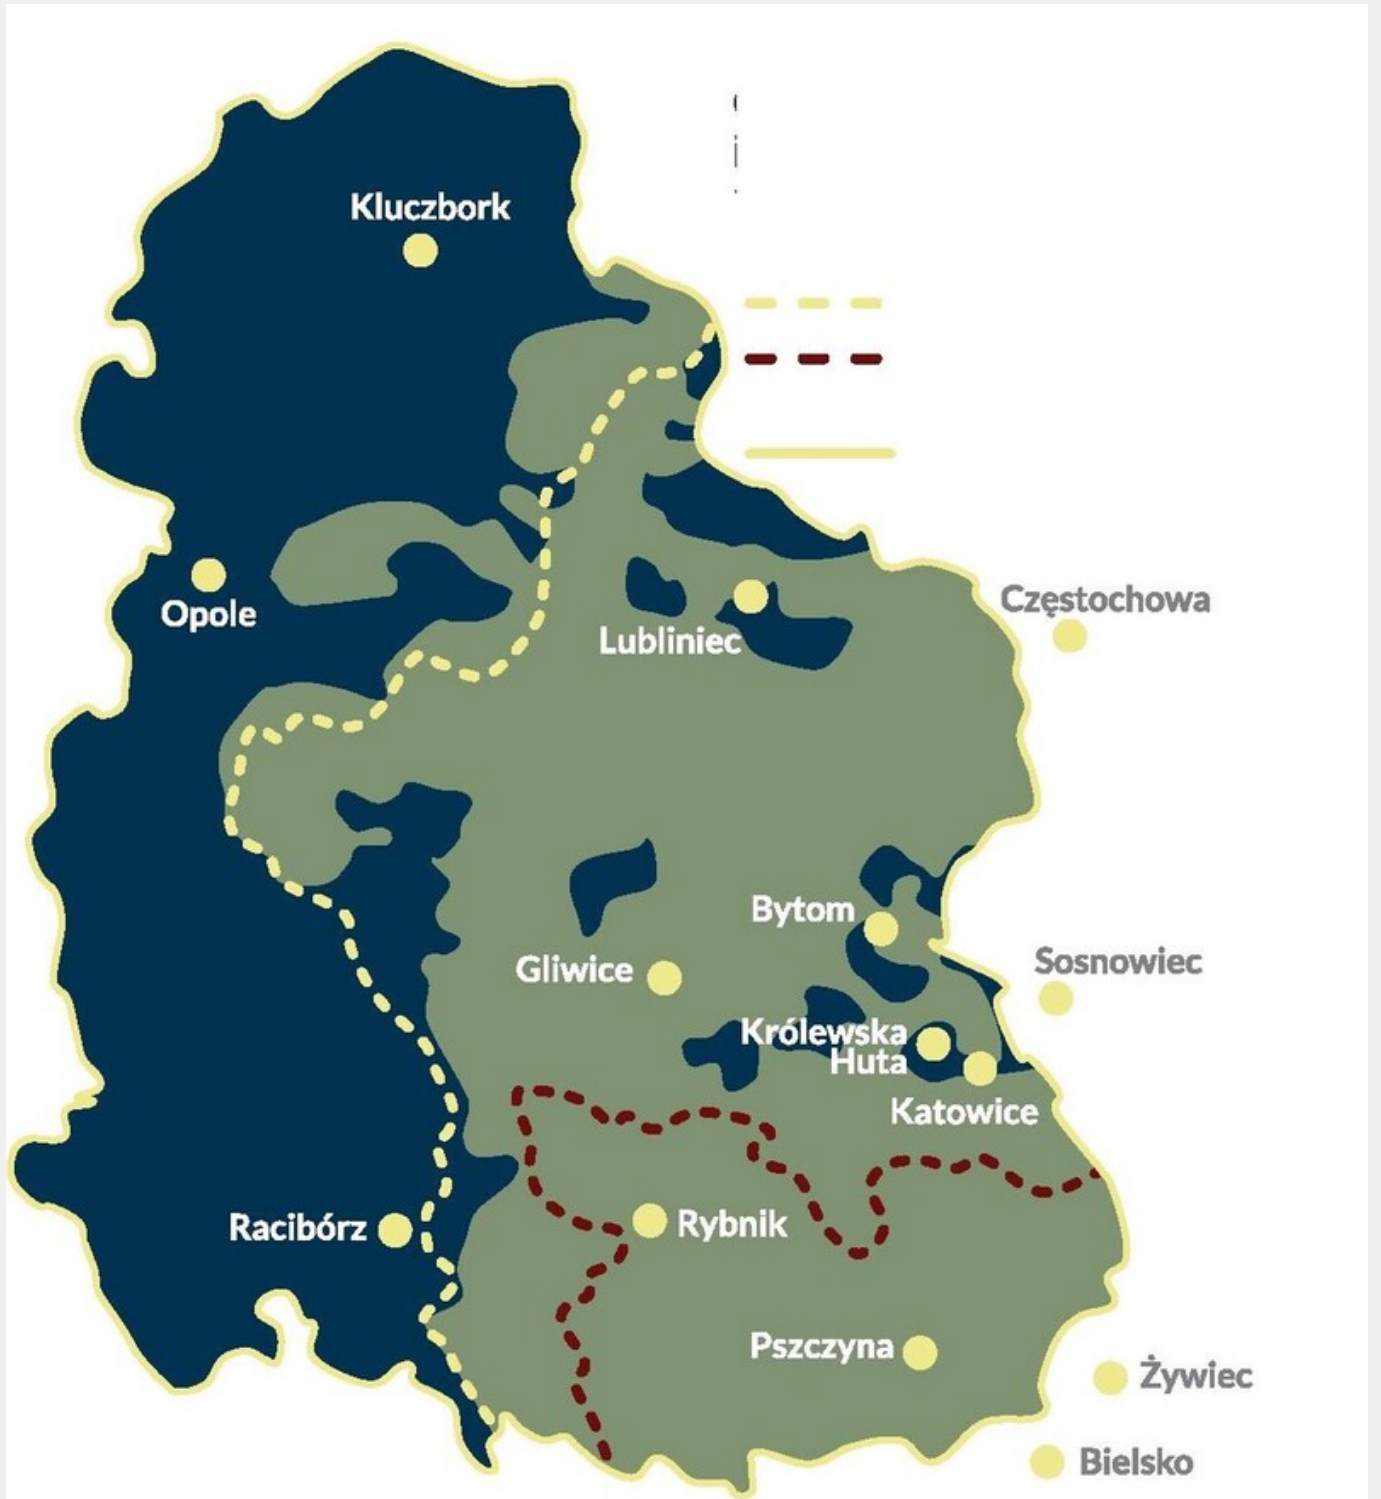 Kluczbork
Opole
Częstochowa
Lubliniec
Bytom
Sosnowiec
Gliwice
Królewska
Huta
Katowice
Racibórz
Rybnik
Pszczyna
Żywiec
Bielsko